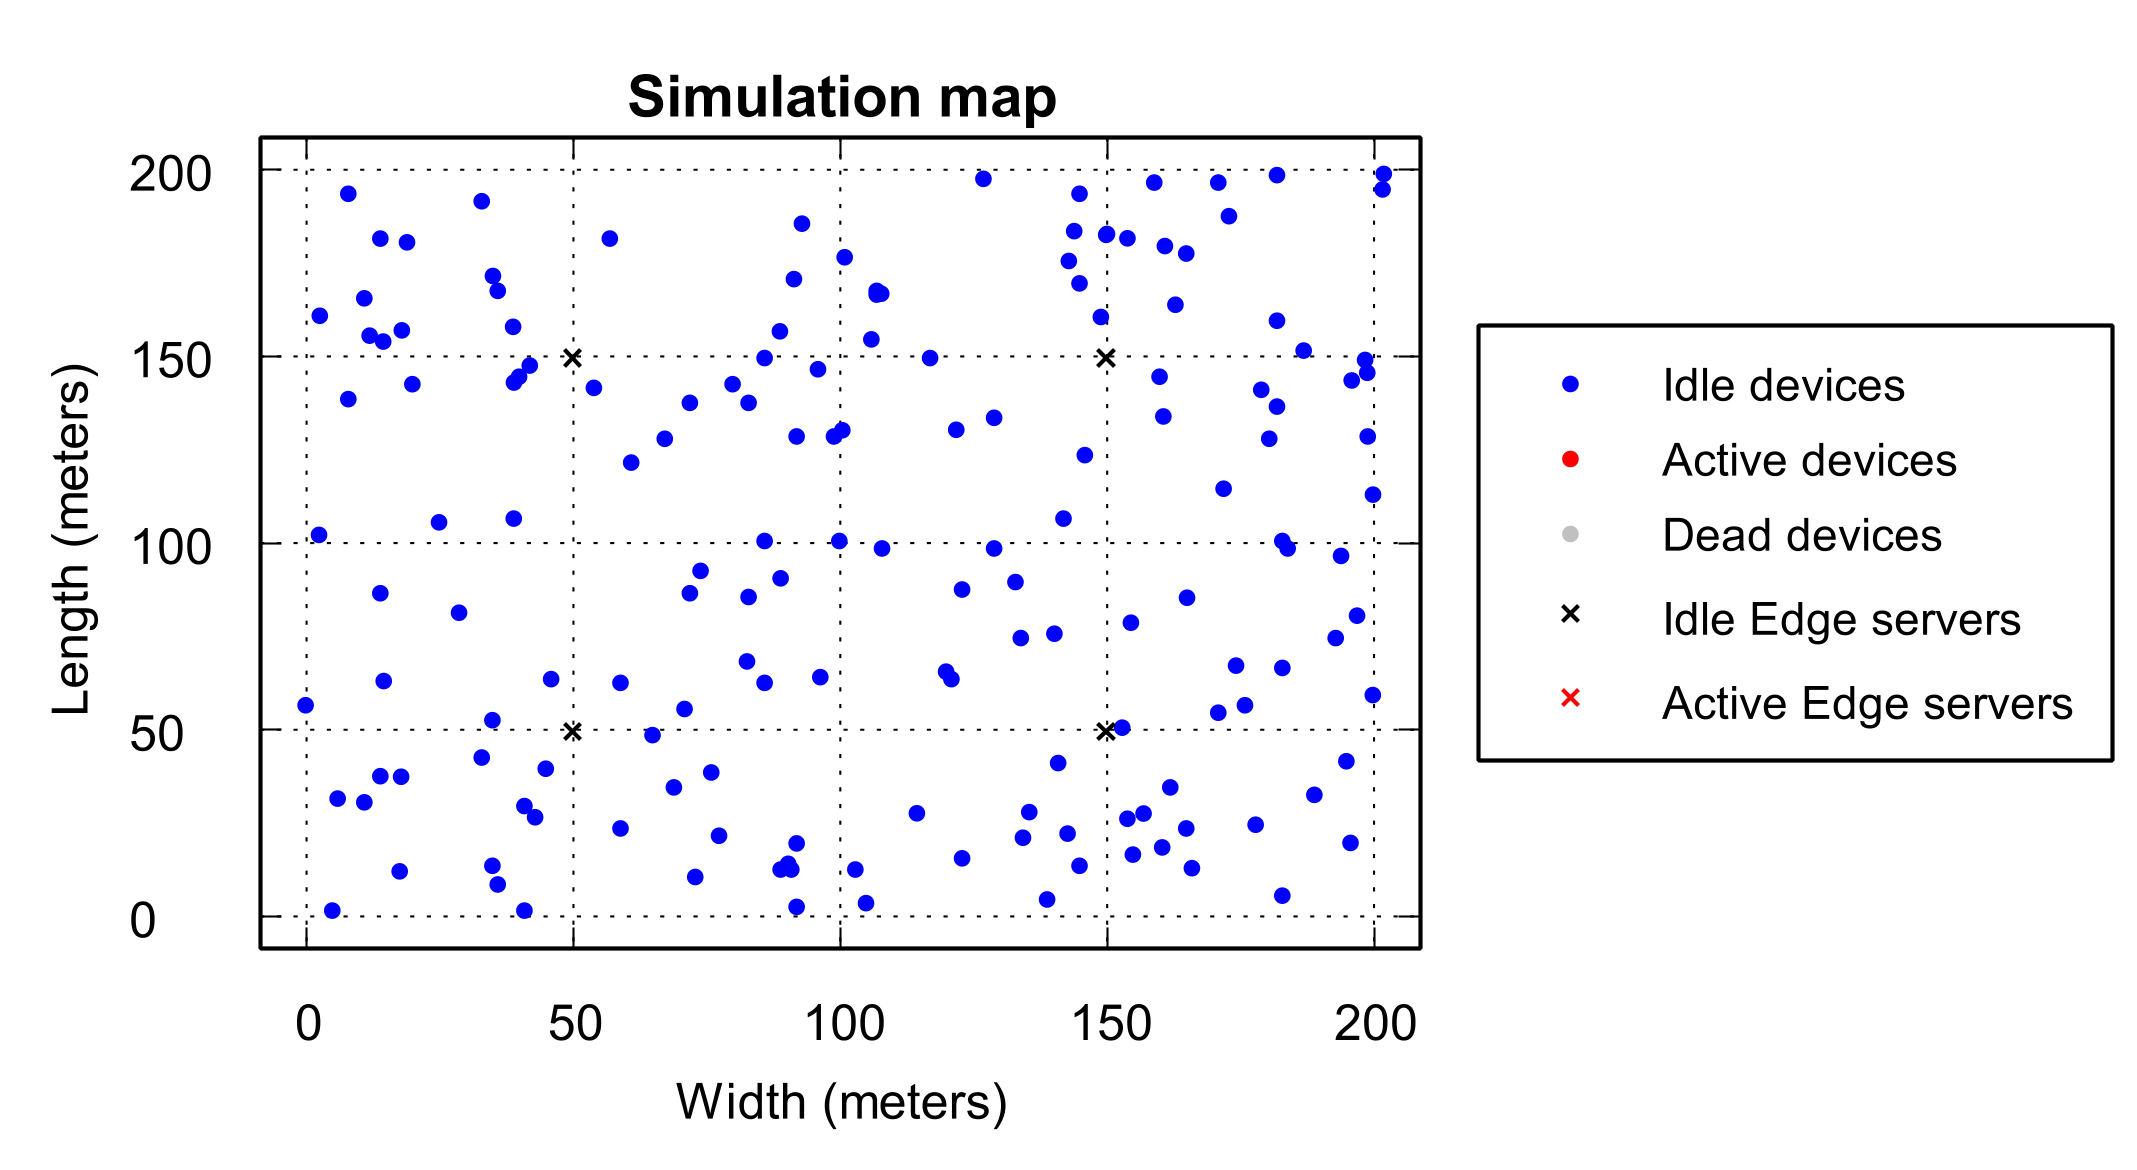 Simulation map
200
150
100
50
0
Length (meters)
0 50 100 150 200
Width (meters)
Idle devices
Active devices
Dead devices
Idle Edge servers
Active Edge servers